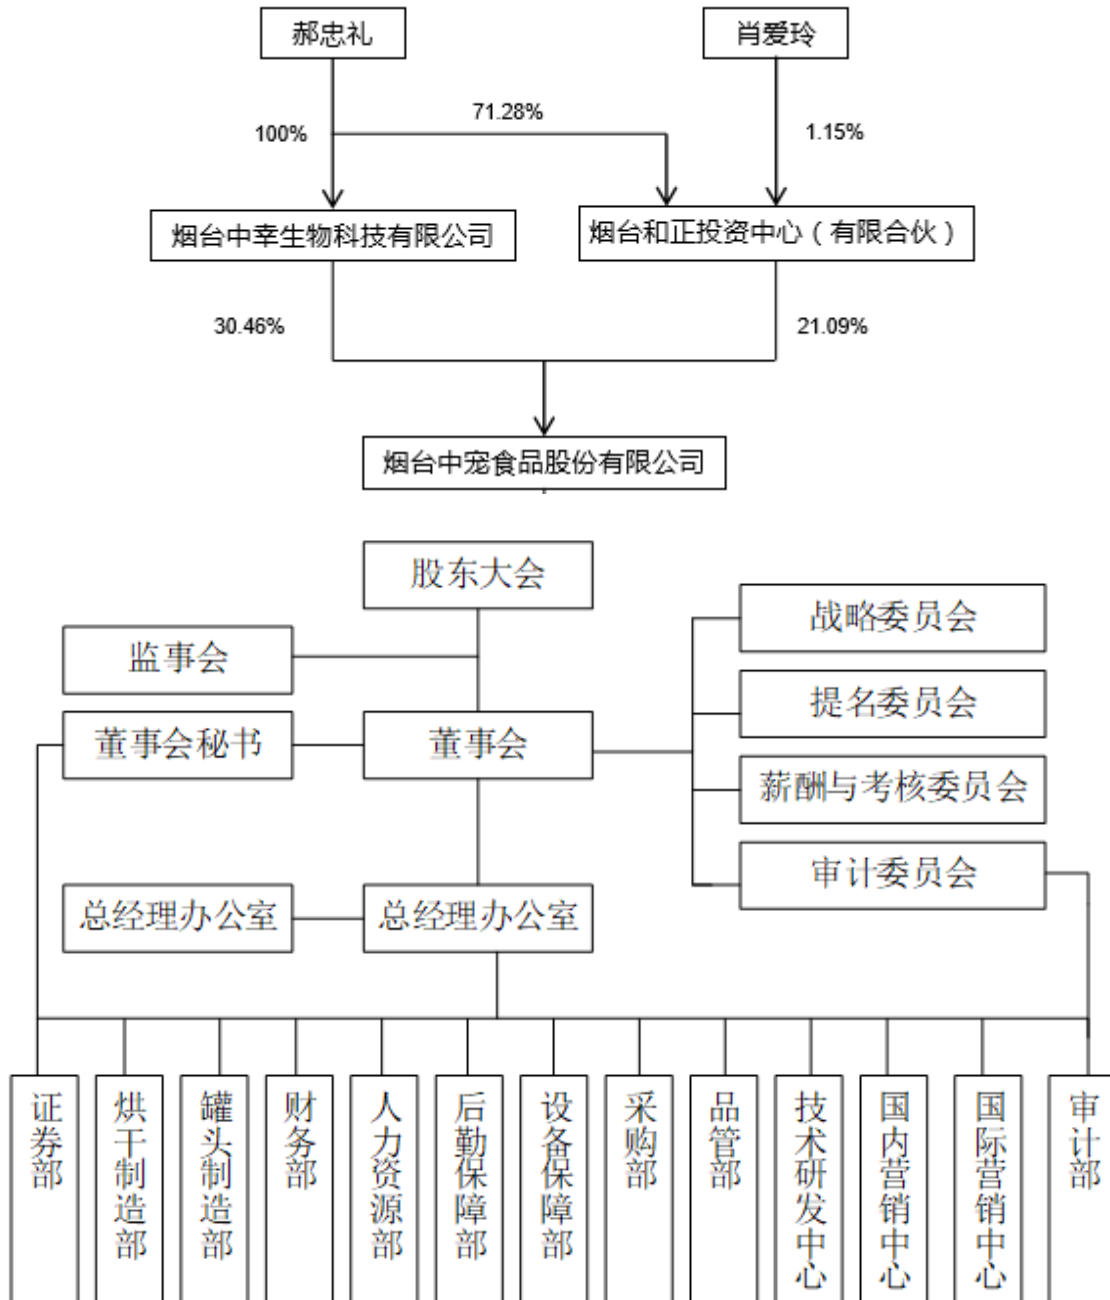 郝忠礼
肖爱玲
71.28%
100%
1.15%
烟台中幸生物科技有限公司
烟台和正投资中心（有限合伙）
30.46%
21.09%
烟台中宠食品股份有限公司
股东大会
战略委员会
监事会
提名委员会
董事会秘书
董事会
薪酬与考核委员会
审计委员会
总经理办公室
总经理办公室
证券部
烘干制造部
罐头制造部
财务部
人力资源部
后勤保障部
设备保障部
采购部
品管部
技术研发中心
国内营销中心
国际营销中心
审计部